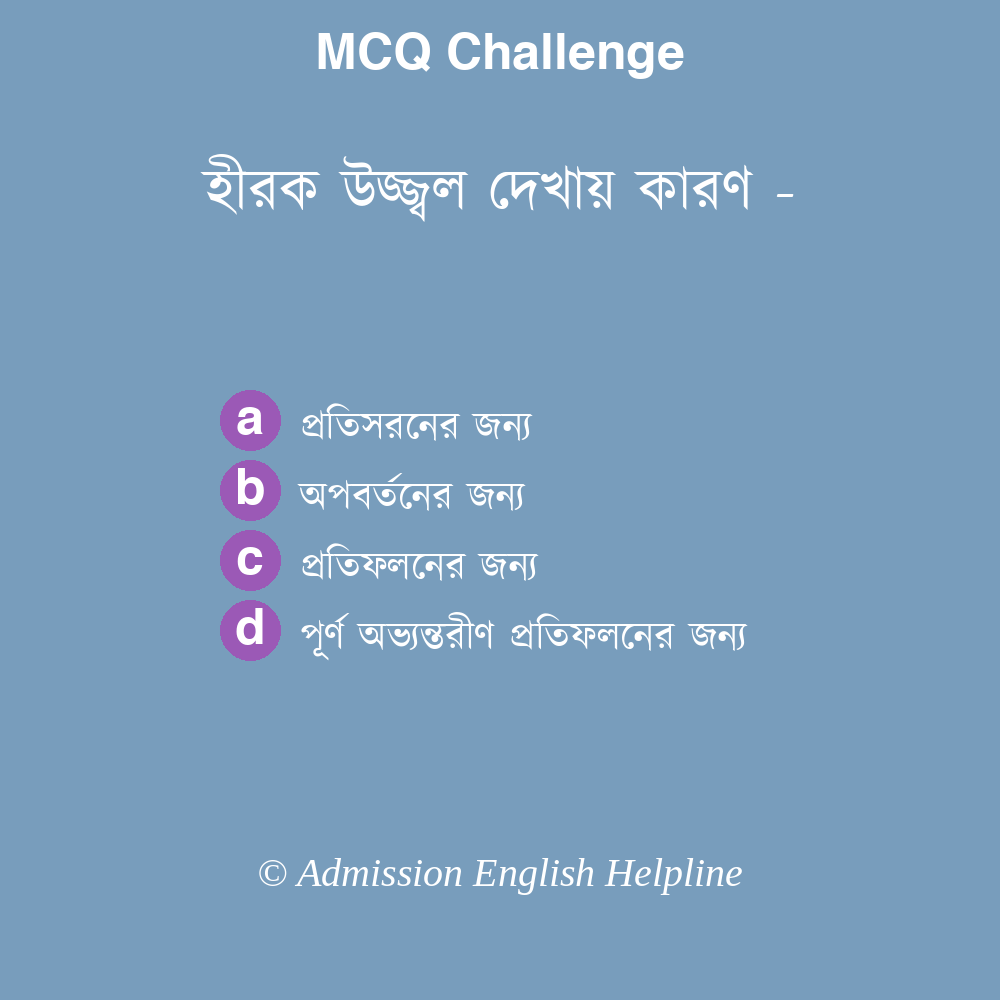 MCQ Challenge
হীরক উজ্জ্বল দেখায় কারণ -
a প্রতিসরনের জন্য
b অপবর্তনের জন্য
c প্রতিফলনের জন্য
d পূর্ণ অভ্যন্তরীণ প্রতিফলনের জন্য
© Admission English Helpline